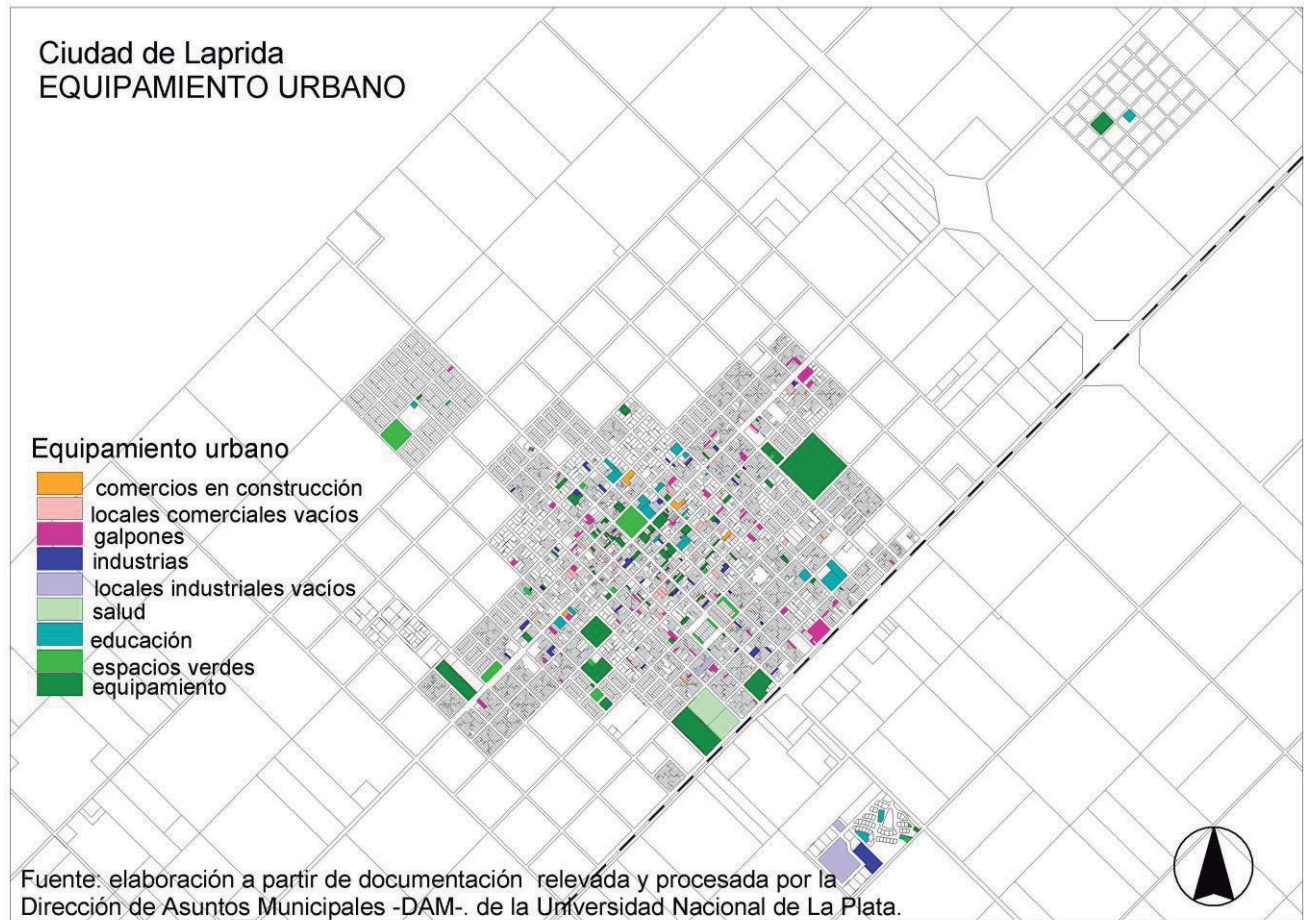 Ciudad de Laprida
EQUIPAMIENTO URBANO
Equipamiento urbano
comercios en construcción
locales comerciales vacíos
galpones
industrias
locales industriales vacíos
salud
educación
espacios verdes
equipamiento
Fuente: elaboración a partir de documentación relevada y procesada por la
Dirección de Asuntos Municipales -DAM-. de la Universidad Nacional de La Plata.